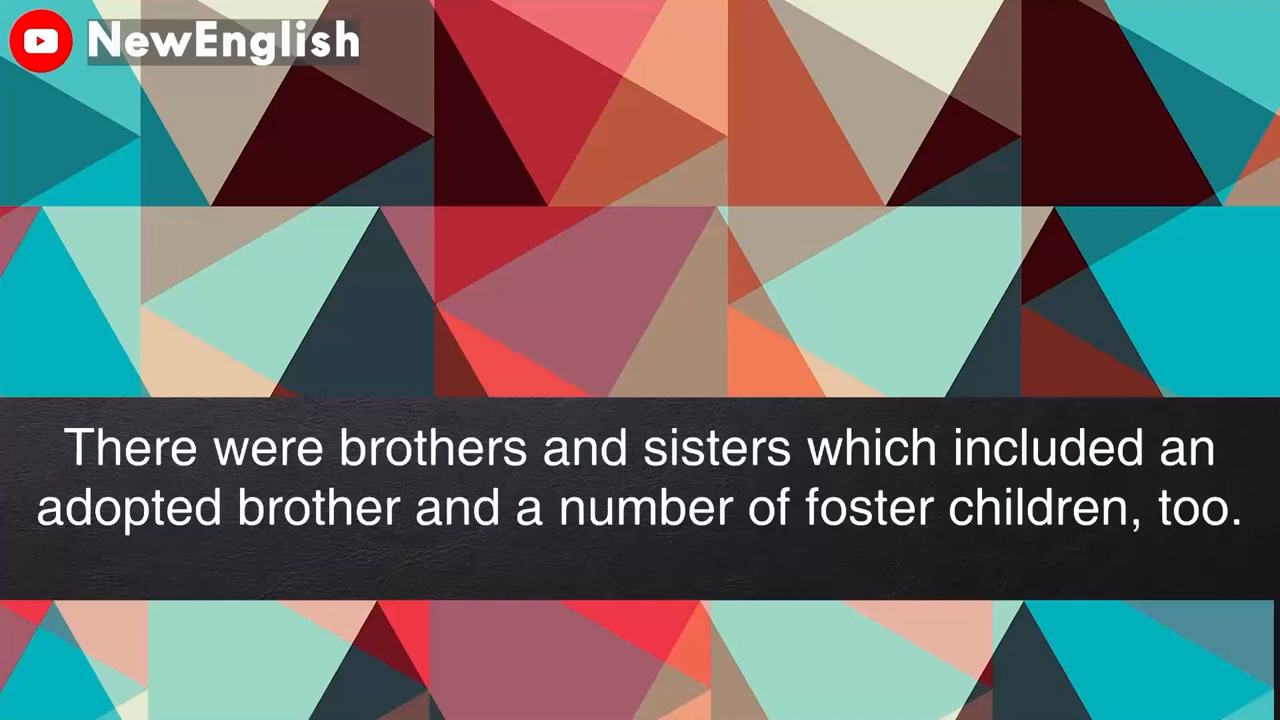 NewEnglish
There were brothers and sisters which included an
adopted brother and a number of foster children, too.